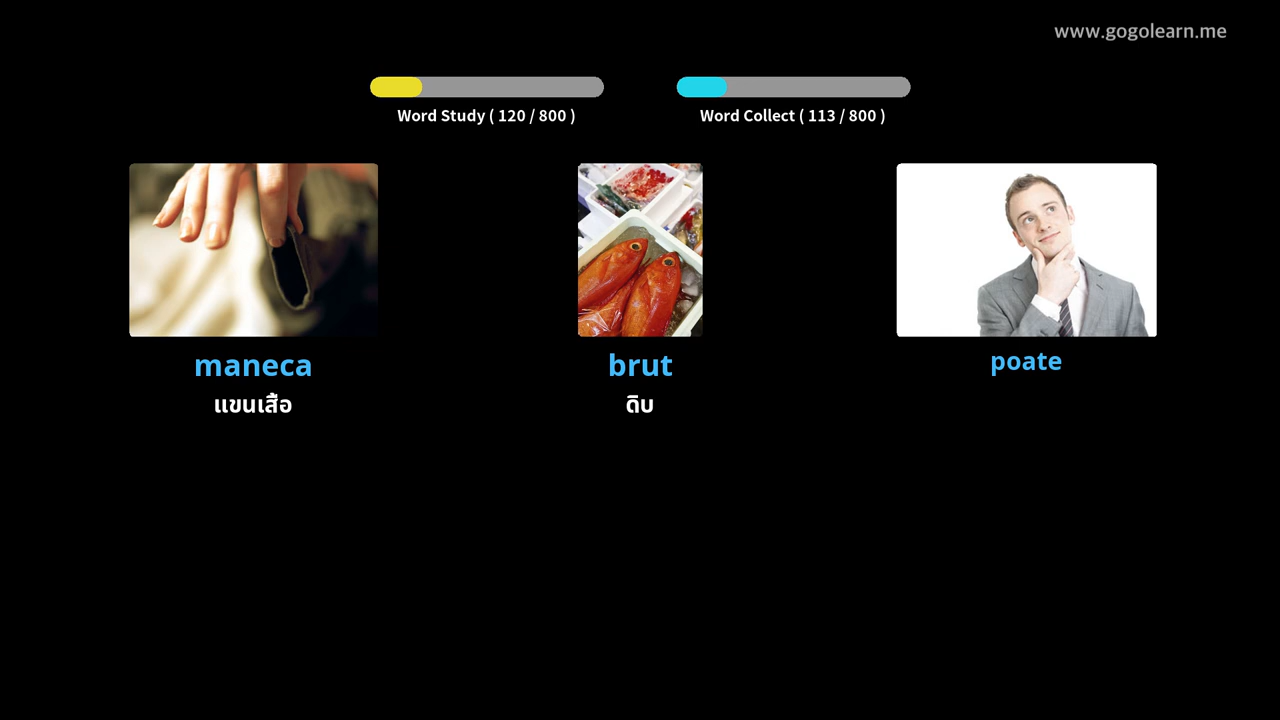 www.gogolearn.me
Word Study ( 120 / 800 )
Word Collect ( 113 / 800 )
maneca
แขนเสื้อ
brut
ดิบ
poate